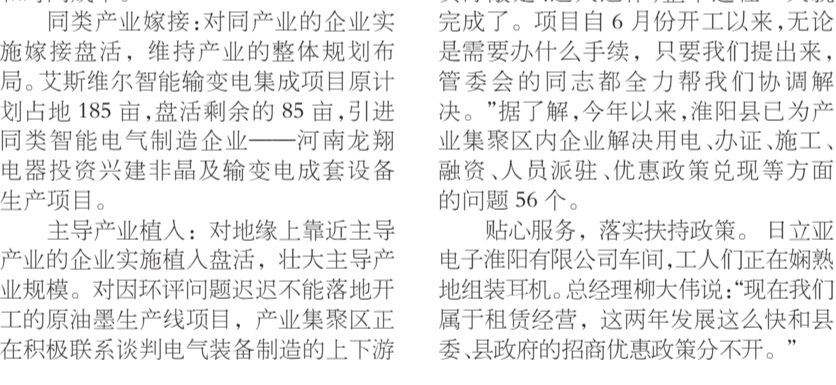 同类产业嫁接:对同产业的企业实
施嫁接盘活，维持产业的整体规划布
局。艾斯维尔智能输变电集成项目原计
划占地 185 亩,盘活剩余的 85 亩,引进
同类智能电气制造企业——河南龙翔
电器投资兴建非晶及输变电成套设备
生产项目。
主导产业植入：对地缘上靠近主导
产业的企业实施植入盘活，壮大主导产
业规模。对因环评问题迟迟不能落地开
工的原油墨生产线项目，产业集聚区正
在积极联系谈判电气装备制造的上下游
完成了。项目自 6 月份开工以来,无论
是需要办什么手续，只要我们提出来，
管委会的同志都全力帮我们协调解
决。”据了解,今年以来,淮阳县已为产
业集聚区内企业解决用电、办证、施工、
融资、人员派驻、优惠政策兑现等方面
的问题 56 个。
贴心服务，落实扶持政策。日立亚
电子淮阳有限公司车间,工人们正在娴熟
地组装耳机。总经理柳大伟说:“现在我们
属于租赁经营，这两年发展这么快和县
委、县政府的招商优惠政策分不开。”